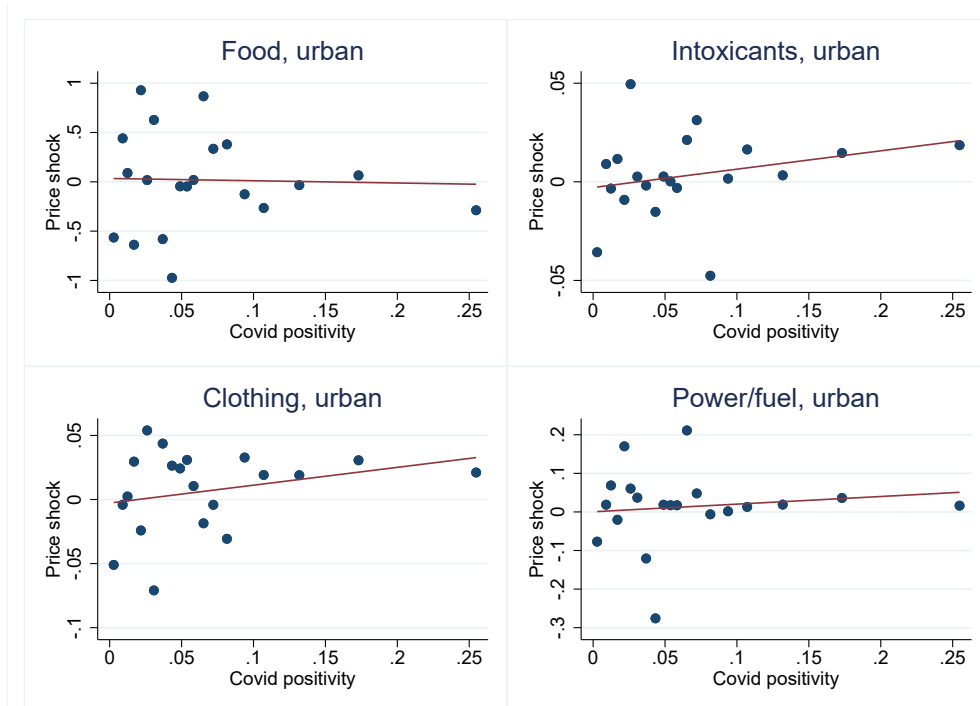 Food, urban
Price shock
1
.5
0
-.5
-1
0 .05 .1 .15 .2 .25
Covid positivity
Intoxicants, urban
Price shock
.05
0
-.05
0 .05 .1 .15 .2 .25
Covid positivity
Clothing, urban
Price shock
.05
0
-.05
-.1
0 .05 .1 .15 .2 .25
Covid positivity
Power/fuel, urban
Price shock
.2
.1
0
-.1
-.2
-.3
0 .05 .1 .15 .2 .25
Covid positivity